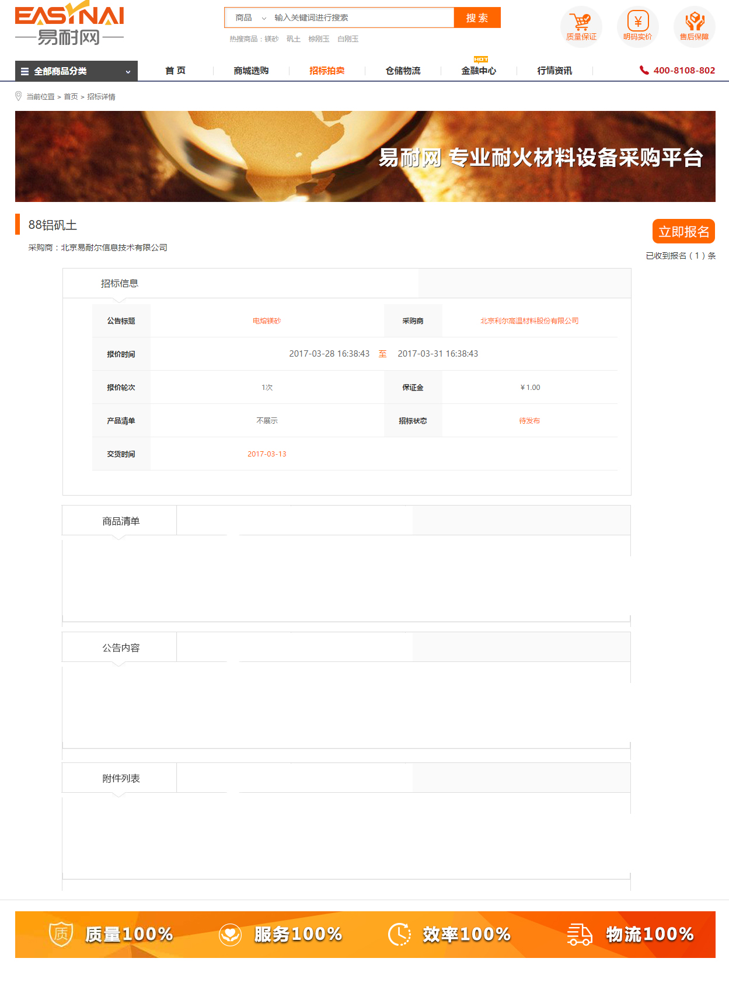 EASYNAI
易耐网
商品 输入关键词进行搜索 搜 索
热搜商品：镁砂 矾土 棕刚玉 白刚玉
质量保证 明码实价 售后保障
HOT
全部商品分类 首 页 商城选购 招标拍卖 仓储物流 金融中心 行情资讯 400-8108-802
当前位置 > 首页 > 招标详情
易耐网 专业耐火材料设备采购平台
88铝矾土
立即报名
采购商：北京易耐尔信息技术有限公司
已收到报名（ 1 ）条
招标信息
公告标题 电熔镁砂 采购商 北京利尔高温材料股份有限公司
报价时间 2017-03-28 16:38:43 至 2017-03-31 16:38:43
报价轮次 1次 保证金 ￥1.00
产品清单 不展示 招标状态 待发布
交货时间 2017-03-13
商品清单
公告内容
附件列表
质 质量100% 服务100% 效率100% 物流100%